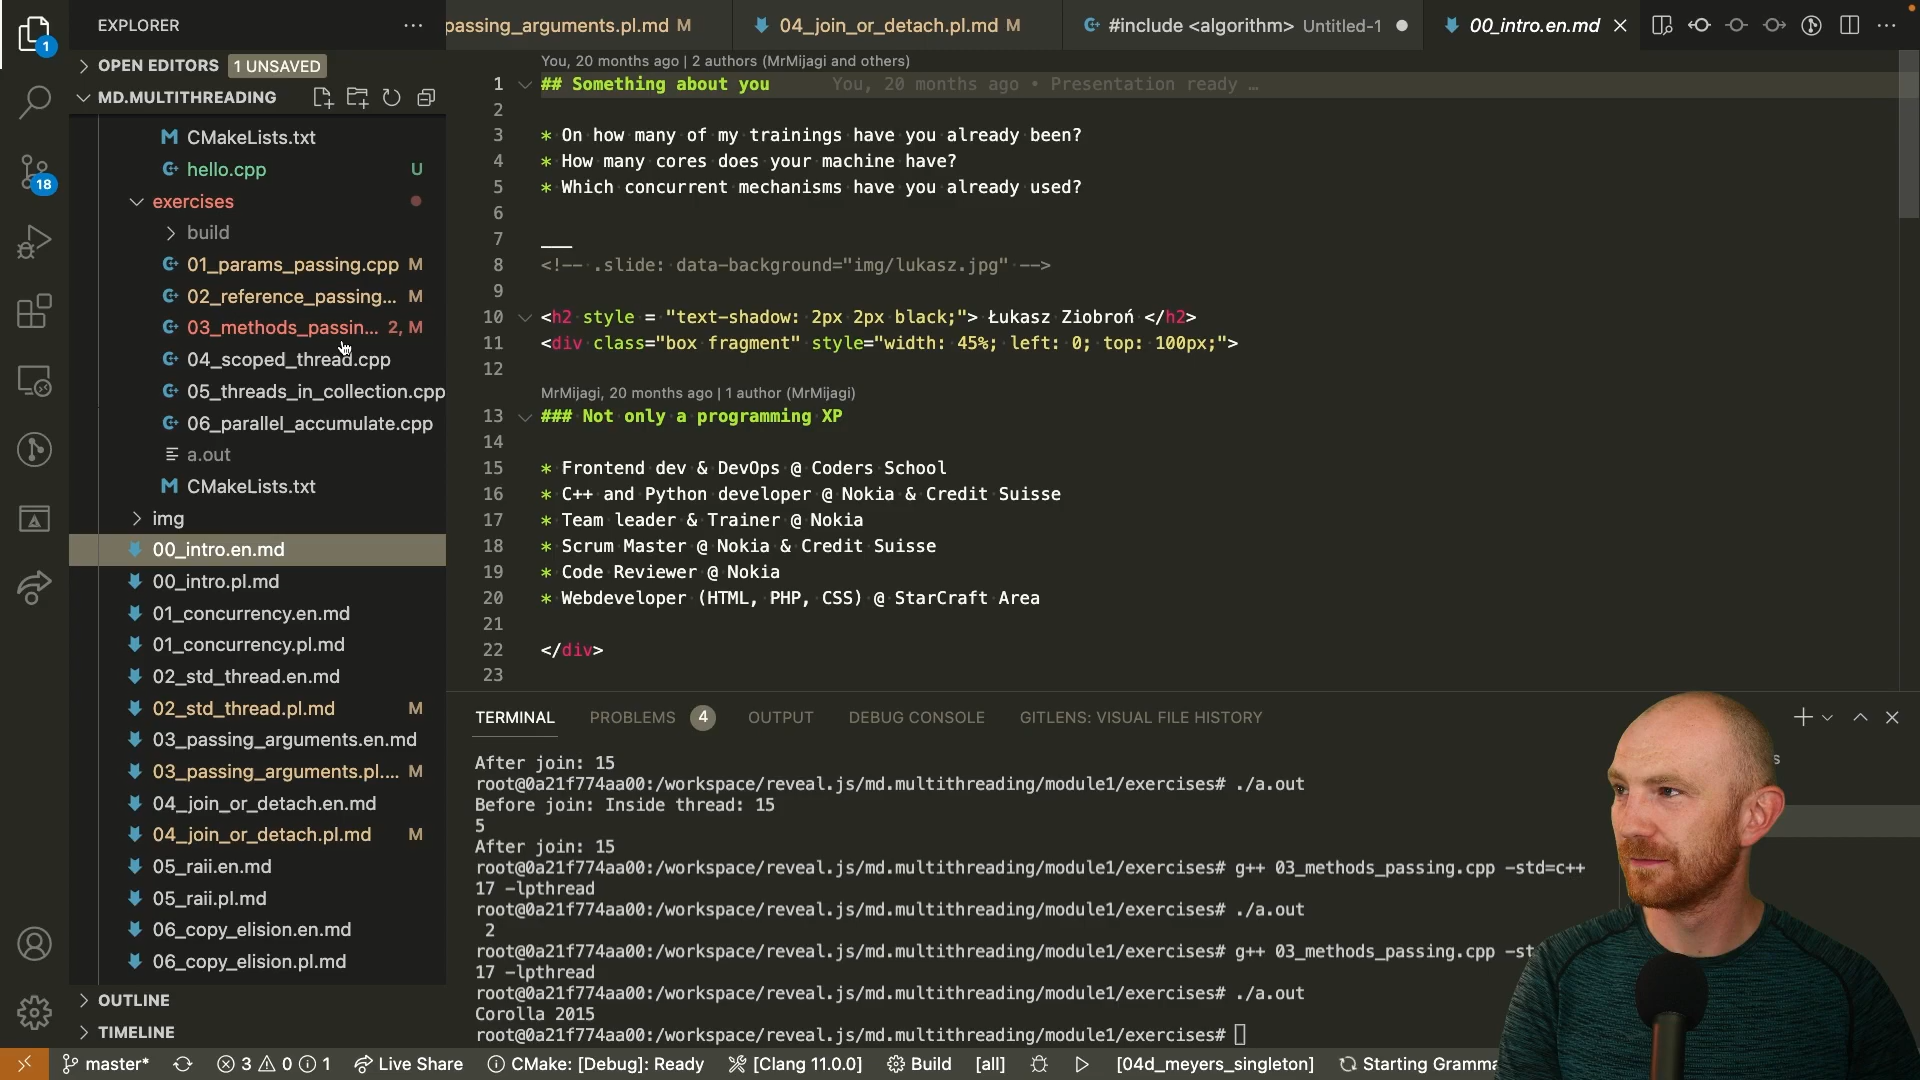 EXPLORER
OPEN EDITORS 1 UNSAVED
MD.MULTITHREADING
CMakeLists.txt
hello.cpp U
exercises
build
01_params_passing.cpp M
02_reference_passing... M
03_methods_passin... 2, M
04_scoped_thread.cpp
05_threads_in_collection.cpp
06_parallel_accumulate.cpp
a.out
CMakeLists.txt
img
00_intro.en.md
00_intro.pl.md
01_concurrency.en.md
01_concurrency.pl.md
02_std_thread.en.md
02_std_thread.pl.md M
03_passing_arguments.en.md
03_passing_arguments.pl.... M
04_join_or_detach.en.md
04_join_or_detach.pl.md M
05_raii.en.md
05_raii.pl.md
06_copy_elision.en.md
06_copy_elision.pl.md
OUTLINE
TIMELINE
1
18
passing_arguments.pl.md M
04_join_or_detach.pl.md M
#include <algorithm> Untitled-1
00_intro.en.md
You, 20 months ago | 2 authors (MrMijagi and others)
1 ## Something about you You, 20 months ago • Presentation ready …
2
3 * On how many of my trainings have you already been?
4 * How many cores does your machine have?
5 * Which concurrent mechanisms have you already used?
6
7 ___
8 <!-- .slide: data-background="img/lukasz.jpg" -->
9
10 <h2 style = "text-shadow: 2px 2px black;"> Łukasz Ziobroń </h2>
11 <div class="box fragment" style="width: 45%; left: 0; top: 100px;">
12
MrMijagi, 20 months ago | 1 author (MrMijagi)
13 ### Not only a programming XP
14
15 * Frontend dev & DevOps @ Coders School
16 * C++ and Python developer @ Nokia & Credit Suisse
17 * Team leader & Trainer @ Nokia
18 * Scrum Master @ Nokia & Credit Suisse
19 * Code Reviewer @ Nokia
20 * Webdeveloper (HTML, PHP, CSS) @ StarCraft Area
21
22 </div>
23
TERMINAL PROBLEMS 4 OUTPUT DEBUG CONSOLE GITLENS: VISUAL FILE HISTORY
After join: 15
root@0a21f774aa00:/workspace/reveal.js/md.multithreading/module1/exercises# ./a.out
Before join: Inside thread: 15
5
After join: 15
root@0a21f774aa00:/workspace/reveal.js/md.multithreading/module1/exercises# g++ 03_methods_passing.cpp -std=c++
17 -lpthread
root@0a21f774aa00:/workspace/reveal.js/md.multithreading/module1/exercises# ./a.out
2
root@0a21f774aa00:/workspace/reveal.js/md.multithreading/module1/exercises# g++ 03_methods_passing.cpp -st
17 -lpthread
root@0a21f774aa00:/workspace/reveal.js/md.multithreading/module1/exercises# ./a.out
Corolla 2015
root@0a21f774aa00:/workspace/reveal.js/md.multithreading/module1/exercises#
master* 3 0 1 Live Share CMake: [Debug]: Ready [Clang 11.0.0] Build [all] [04d_meyers_singleton] Starting Gramma